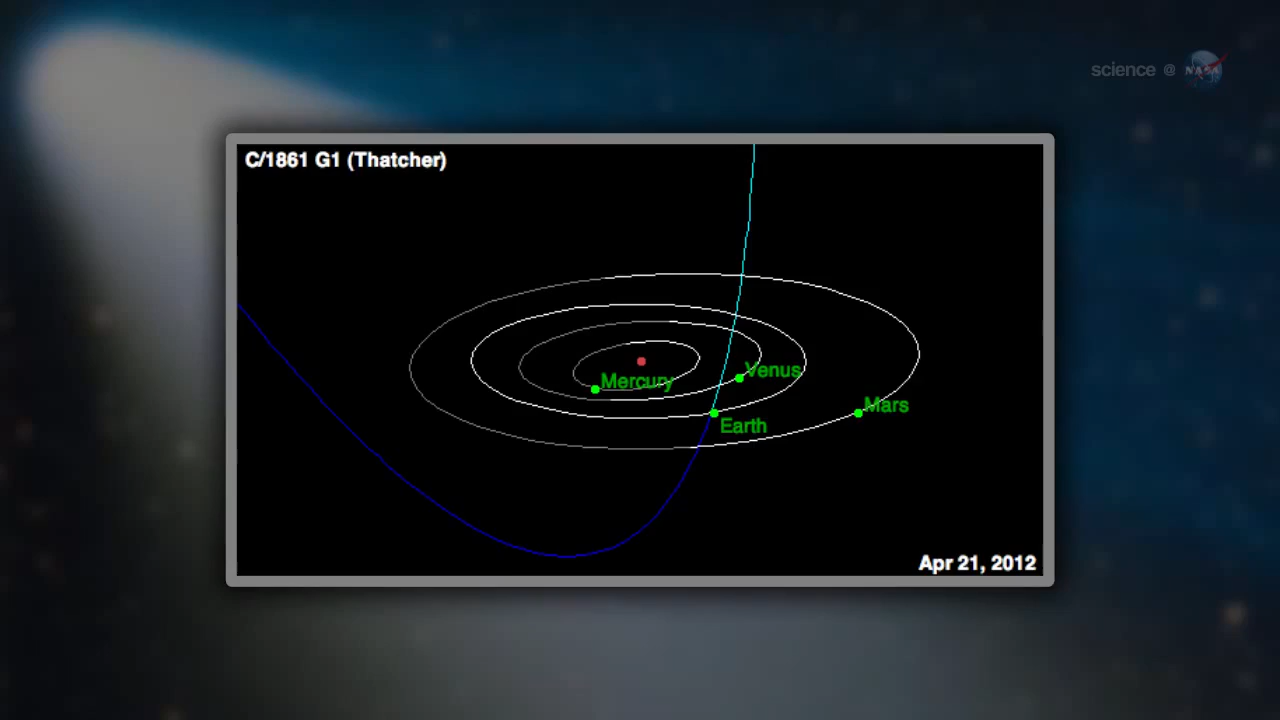 science @ NASA
C/1861 G1 (Thatcher)
Mercury
Venus
Mars
Earth
Apr 21, 2012